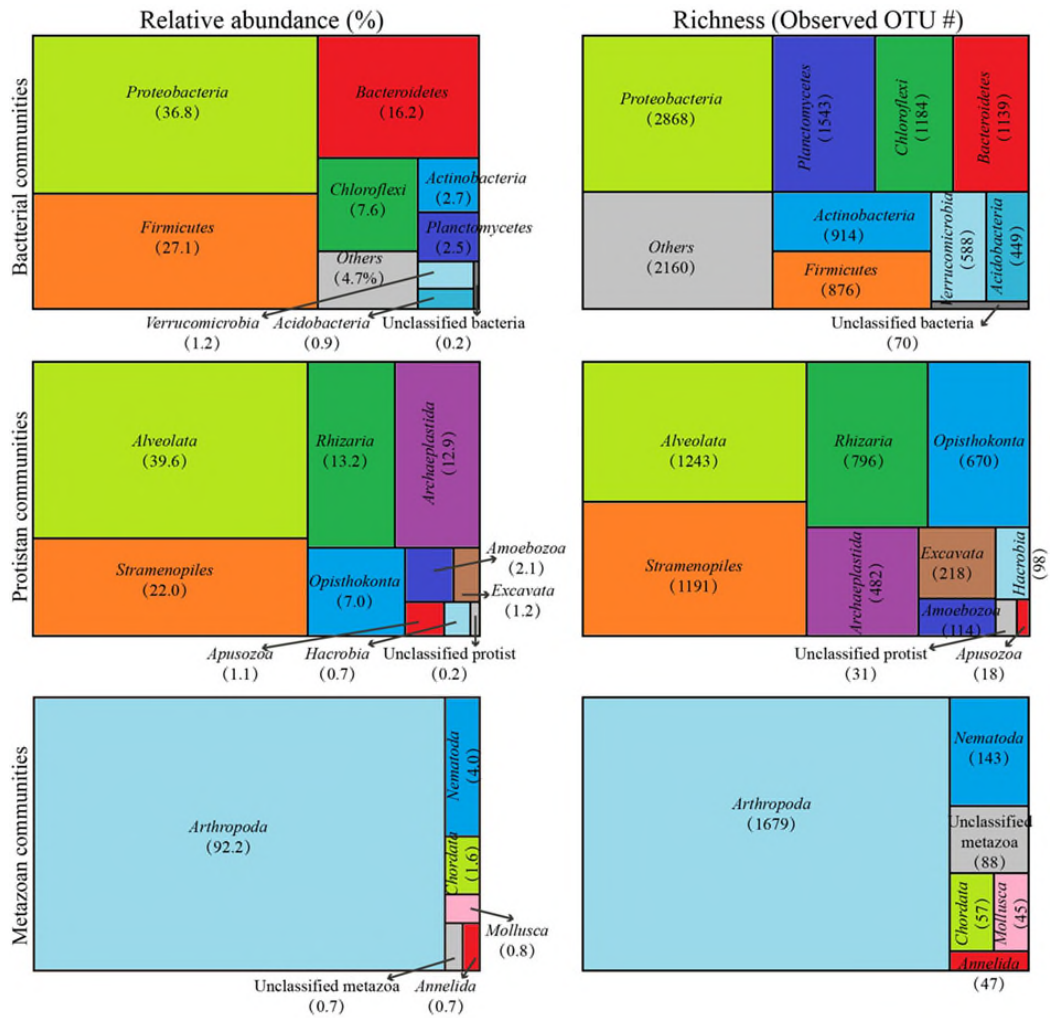 Relative abundance (%)
Richness (Observed OTU #)
Bactterial communities
Proteobacteria
(36.8)
Bacteroidetes
(16.2)
Firmicutes
(27.1)
Chloroflexi
(7.6)
Actinobacteria
(2.7)
Planctomycetes
(2.5)
Others
(4.7%)
Verrucomicrobia
(1.2)
Acidobacteria
(0.9)
Unclassified bacteria
(0.2)
Proteobacteria
(2868)
Planctomycetes
(1543)
Chloroflexi
(1184)
Bacteroidetes
(1139)
Others
(2160)
Actinobacteria
(914)
Firmicutes
(876)
Verrucomicrobia
(588)
Acidobacteria
(449)
Unclassified bacteria
(70)
Protistan communities
Alveolata
(39.6)
Rhizaria
(13.2)
Archaeplastida
(12.9)
Stramenopiles
(22.0)
Opisthokonta
(7.0)
Amoebozoa
(2.1)
Excavata
(1.2)
Apusozoa
(1.1)
Hacrobia
(0.7)
Unclassified protist
(0.2)
Alveolata
(1243)
Rhizaria
(796)
Opisthokonta
(670)
Stramenopiles
(1191)
Archaeplastida
(482)
Excavata
(218)
Hacrobia
(98)
Amoebozoa
(114)
Unclassified protist
(31)
Apusozoa
(18)
Metazoan communities
Arthropoda
(92.2)
Nematoda
(4.0)
Chordata
(1.6)
Mollusca
(0.8)
Unclassified metazoa
(0.7)
Annelida
(0.7)
Arthropoda
(1679)
Nematoda
(143)
Unclassified
metazoa
(88)
Chordata
(57)
Mollusca
(45)
Annelida
(47)